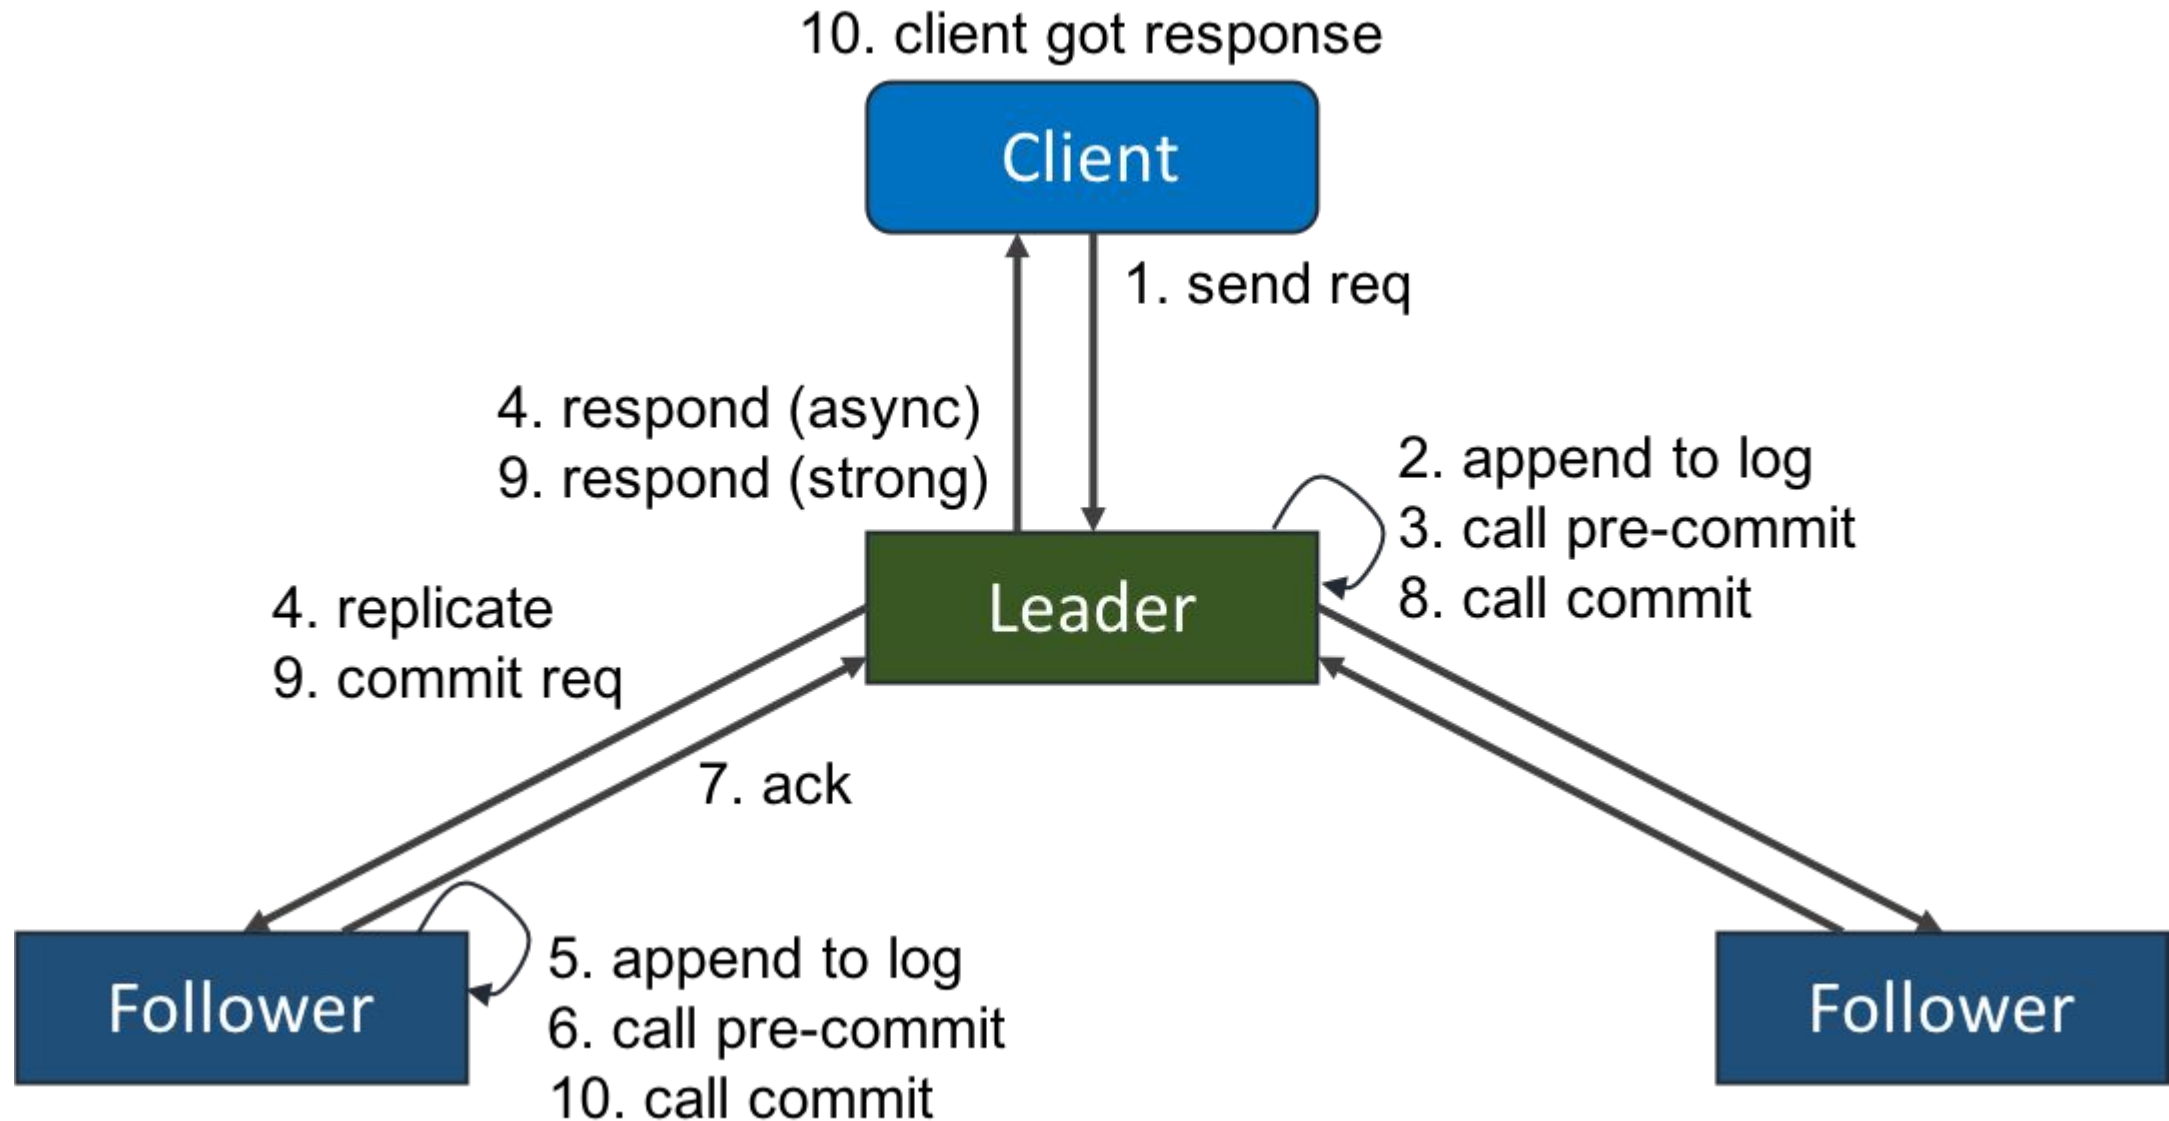 10. client got response
Client
1. send req
4. respond (async)
9. respond (strong)
2. append to log
3. call pre-commit
8. call commit
Leader
4. replicate
9. commit req
7. ack
Follower
5. append to log
6. call pre-commit
10. call commit
Follower